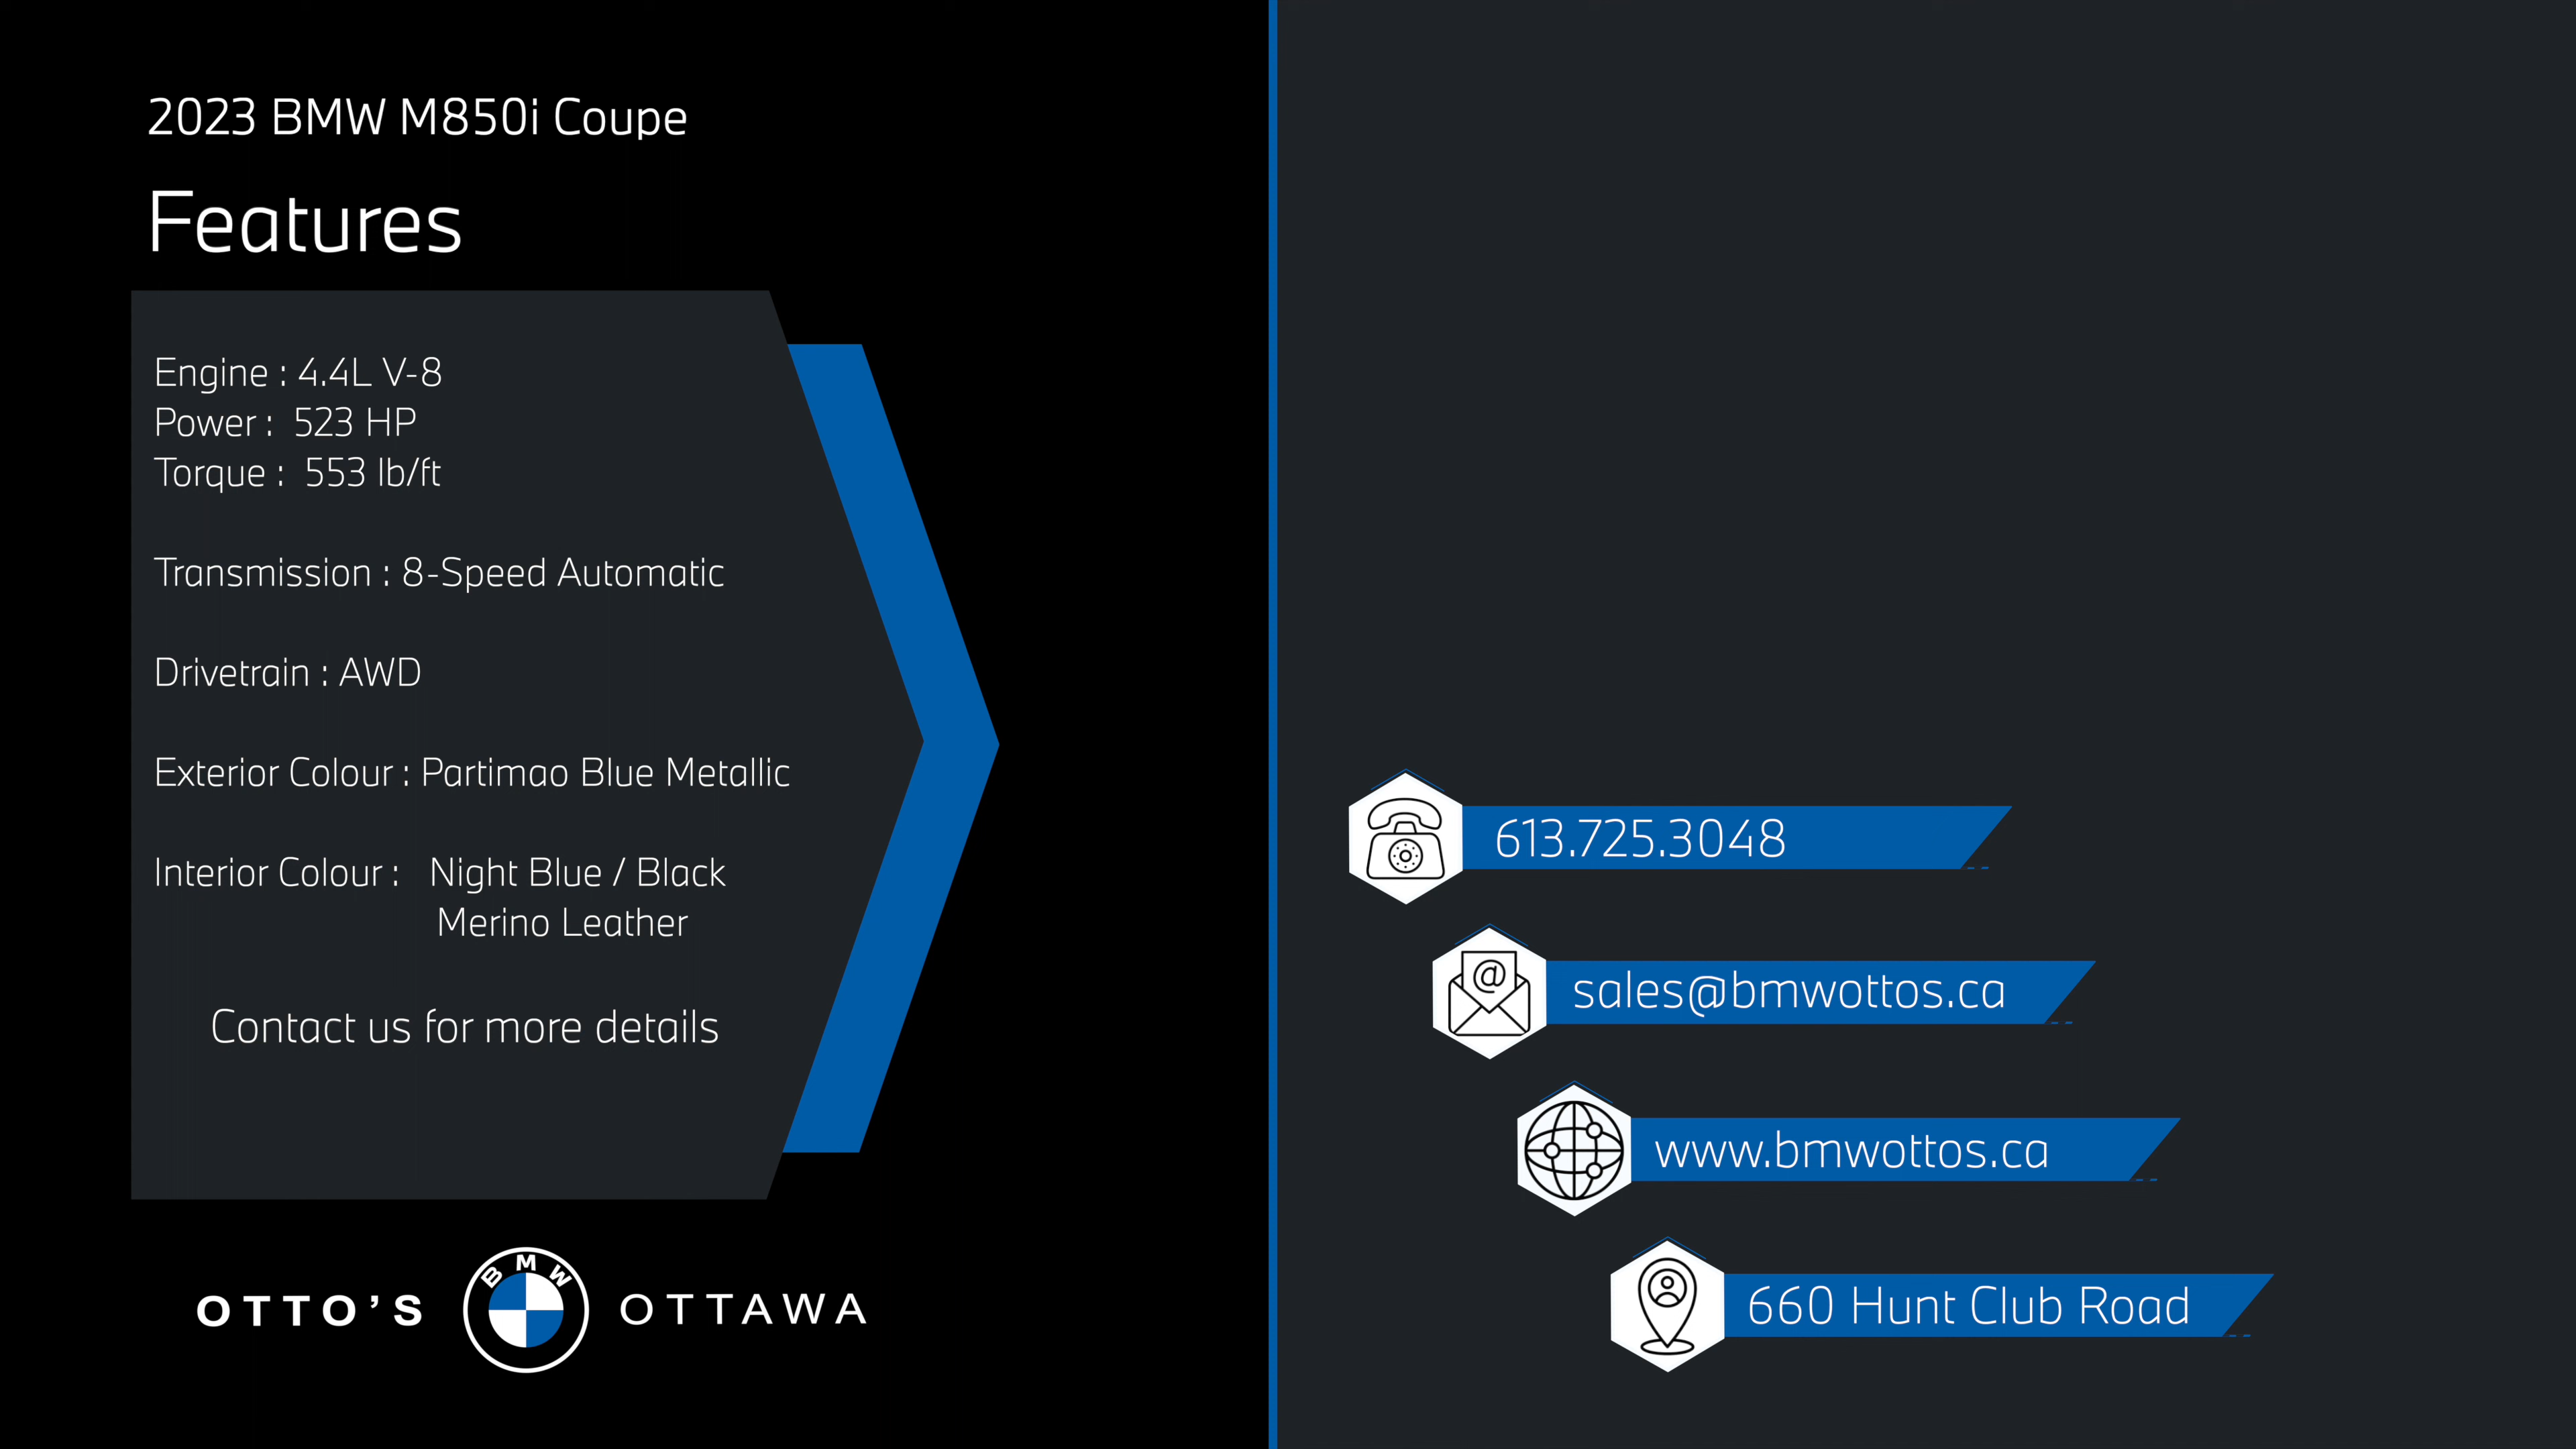 2023 BMW M850i Coupe
Features
Engine : 4.4L V-8
Power : 523 HP
Torque : 553 lb/ft
Transmission : 8-Speed Automatic
Drivetrain : AWD
Exterior Colour : Partimao Blue Metallic
Interior Colour : Night Blue / Black
Merino Leather
Contact us for more details
OTTO'S BMW OTTAWA
613.725.3048
@
sales@bmwottos.ca
www.bmwottos.ca
660 Hunt Club Road